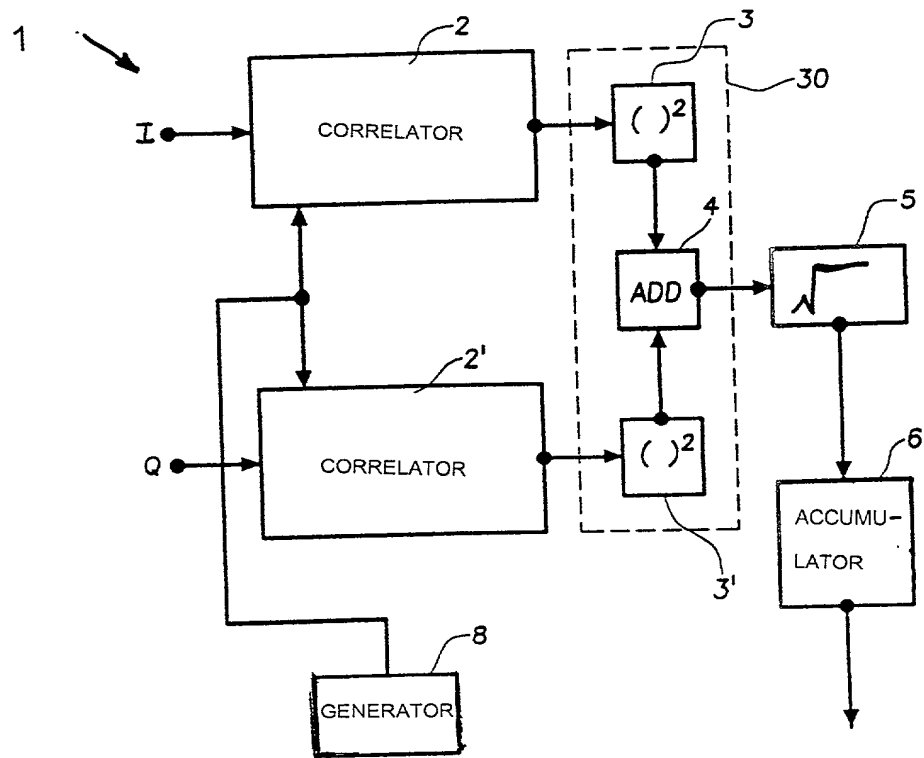 1
2
3
30
I
CORRELATOR
( )²
4
5
ADD
√
2'
Q
CORRELATOR
( )²
6
ACCUMU-
LATOR
3'
8
GENERATOR